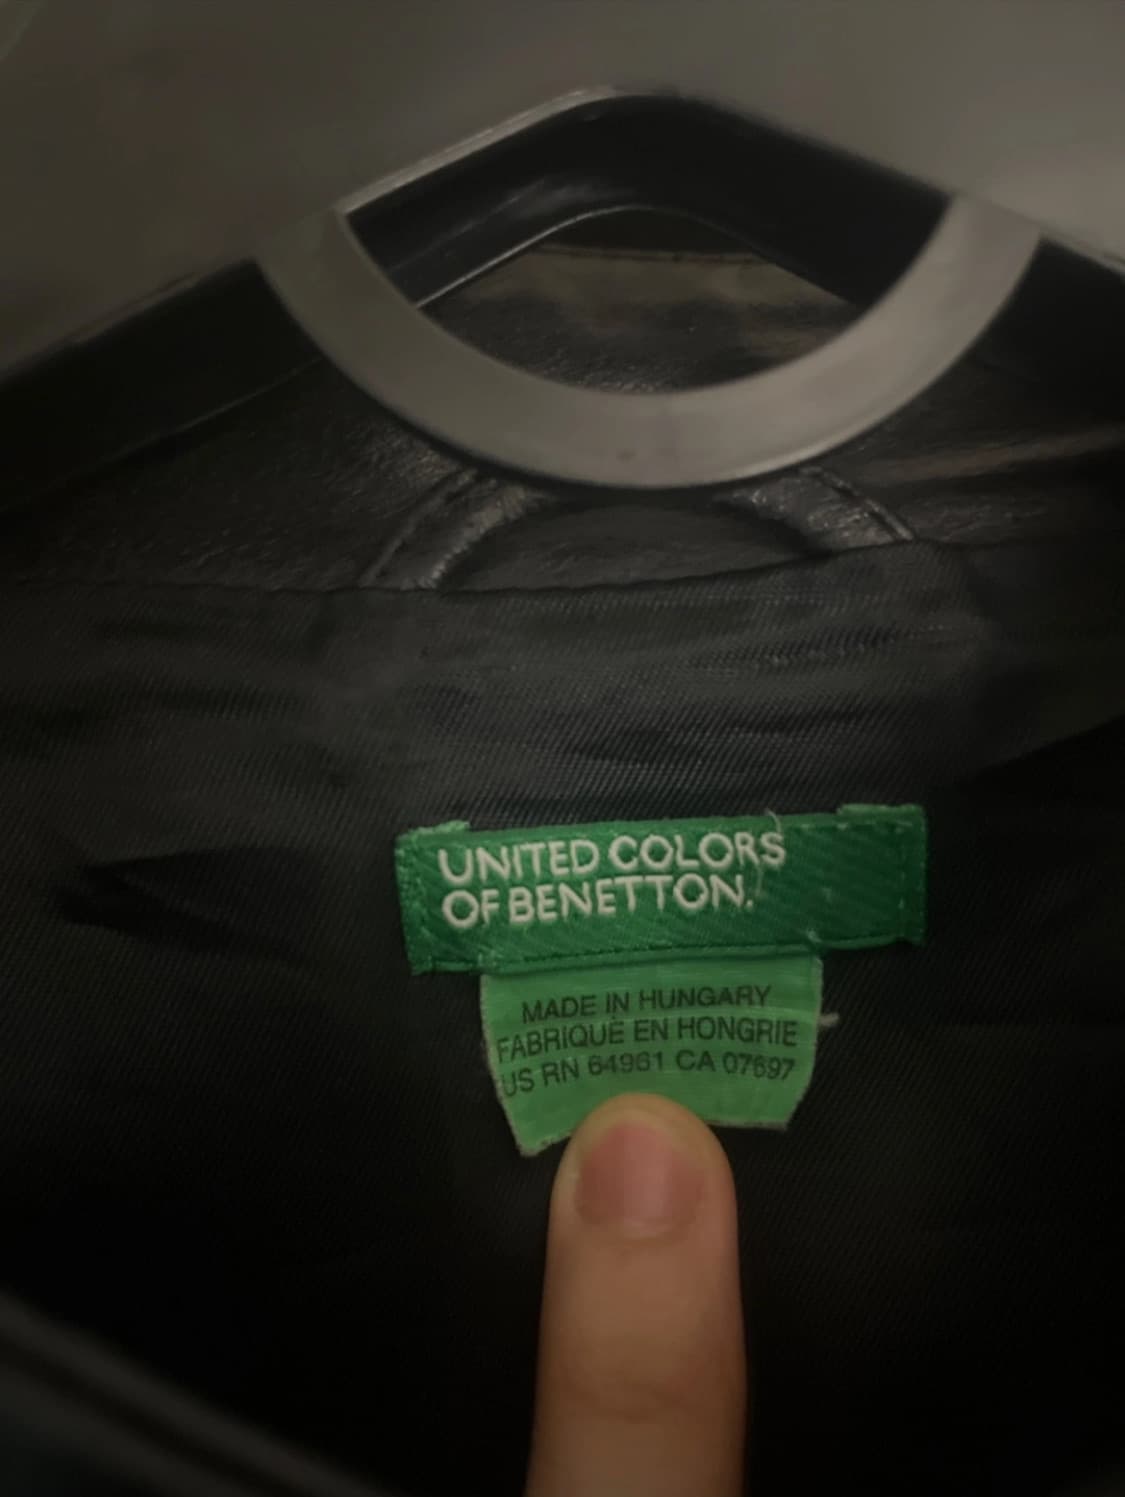 UNITED COLORS
OF BENETTON.
MADE IN HUNGARY
FABRIQUÉ EN HONGRIE
US RN 64961 CA 07697